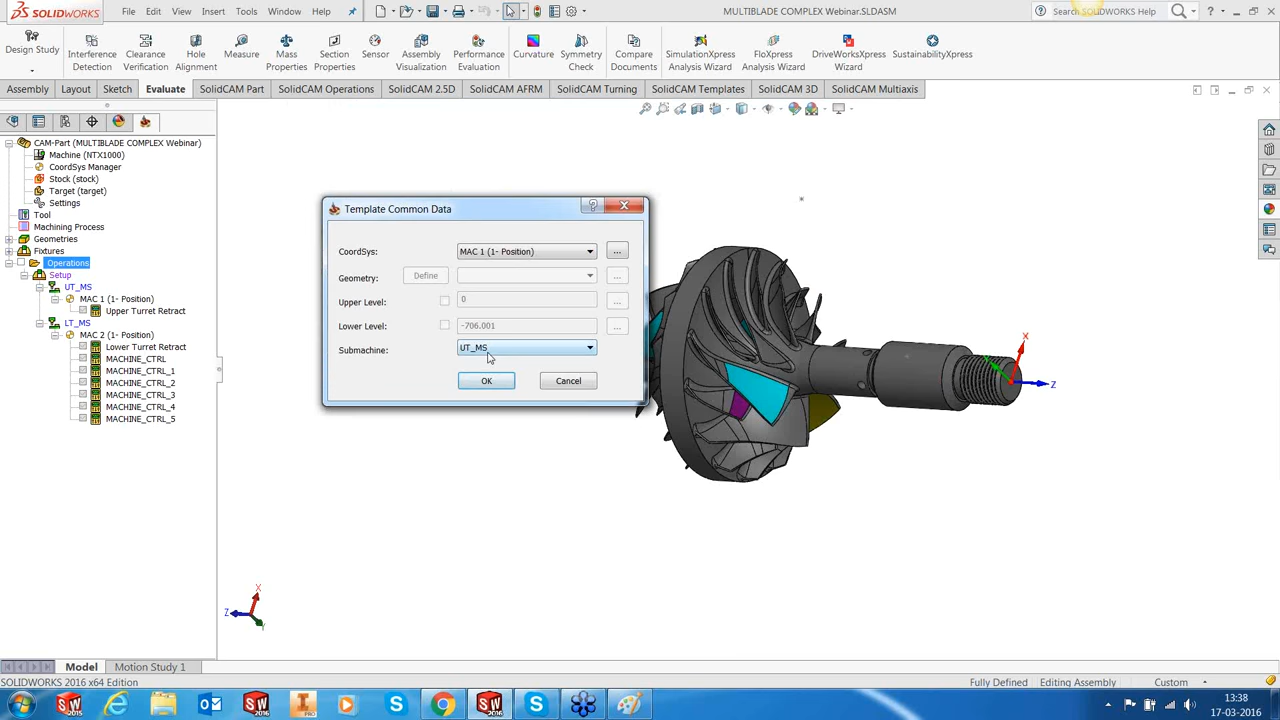 SOLIDWORKS File Edit View Insert Tools Window Help MULTIBLADE COMPLEX Webinar.SLDASM Search SOLIDWORKS Help
Design Study
Interference Detection
Clearance Verification
Hole Alignment
Measure
Mass Properties
Section Properties
Sensor
Assembly Visualization
Performance Evaluation
Curvature
Symmetry Check
Compare Documents
SimulationXpress Analysis Wizard
FloXpress Analysis Wizard
DriveWorksXpress Wizard
SustainabilityXpress
Assembly Layout Sketch Evaluate SolidCAM Part SolidCAM Operations SolidCAM 2.5D SolidCAM AFRM SolidCAM Turning SolidCAM Templates SolidCAM 3D SolidCAM Multiaxis
CAM-Part (MULTIBLADE COMPLEX Webinar)
Machine (NTX1000)
CoordSys Manager
Stock (stock)
Target (target)
Settings
Tool
Machining Process
Geometries
Fixtures
Operations
Setup
UT_MS
MAC 1 (1- Position)
Upper Turret Retract
LT_MS
MAC 2 (1- Position)
Lower Turret Retract
MACHINE_CTRL
MACHINE_CTRL_1
MACHINE_CTRL_2
MACHINE_CTRL_3
MACHINE_CTRL_4
MACHINE_CTRL_5
Template Common Data
CoordSys: MAC 1 (1- Position) ...
Geometry: Define ...
Upper Level: 0 ...
Lower Level: -706.001 ...
Submachine: UT_MS
OK Cancel
X
Y
Z
X
Z
Y
Model Motion Study 1
SOLIDWORKS 2016 x64 Edition Fully Defined Editing Assembly Custom
13:38
17-03-2016